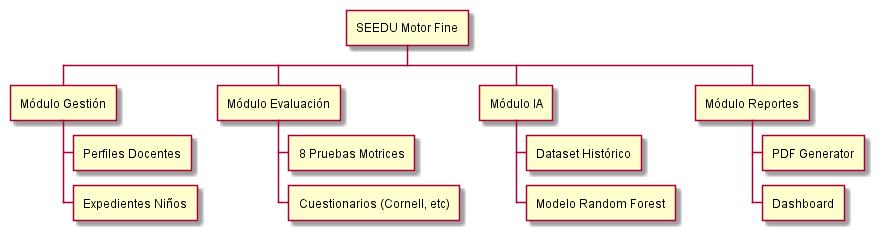 SEEDU Motor Fine
Módulo Gestión
Perfiles Docentes
Expedientes Niños
Módulo Evaluación
8 Pruebas Motrices
Cuestionarios (Cornell, etc)
Módulo IA
Dataset Histórico
Modelo Random Forest
Módulo Reportes
PDF Generator
Dashboard